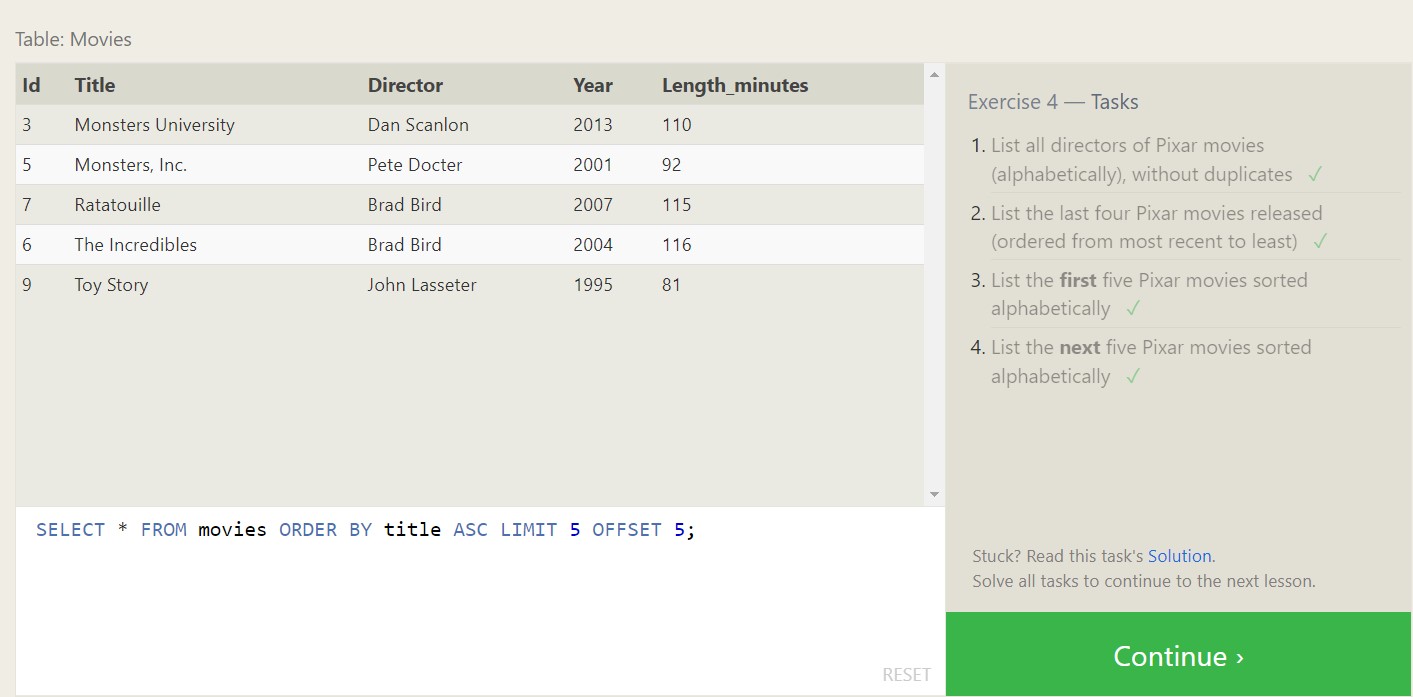 Table: Movies
Id Title Director Year Length_minutes
3 Monsters University Dan Scanlon 2013 110
5 Monsters, Inc. Pete Docter 2001 92
7 Ratatouille Brad Bird 2007 115
6 The Incredibles Brad Bird 2004 116
9 Toy Story John Lasseter 1995 81
SELECT * FROM movies ORDER BY title ASC LIMIT 5 OFFSET 5;
RESET
Exercise 4 — Tasks
1. List all directors of Pixar movies
(alphabetically), without duplicates ✓
2. List the last four Pixar movies released
(ordered from most recent to least) ✓
3. List the first five Pixar movies sorted
alphabetically ✓
4. List the next five Pixar movies sorted
alphabetically ✓
Stuck? Read this task's Solution.
Solve all tasks to continue to the next lesson.
Continue ›